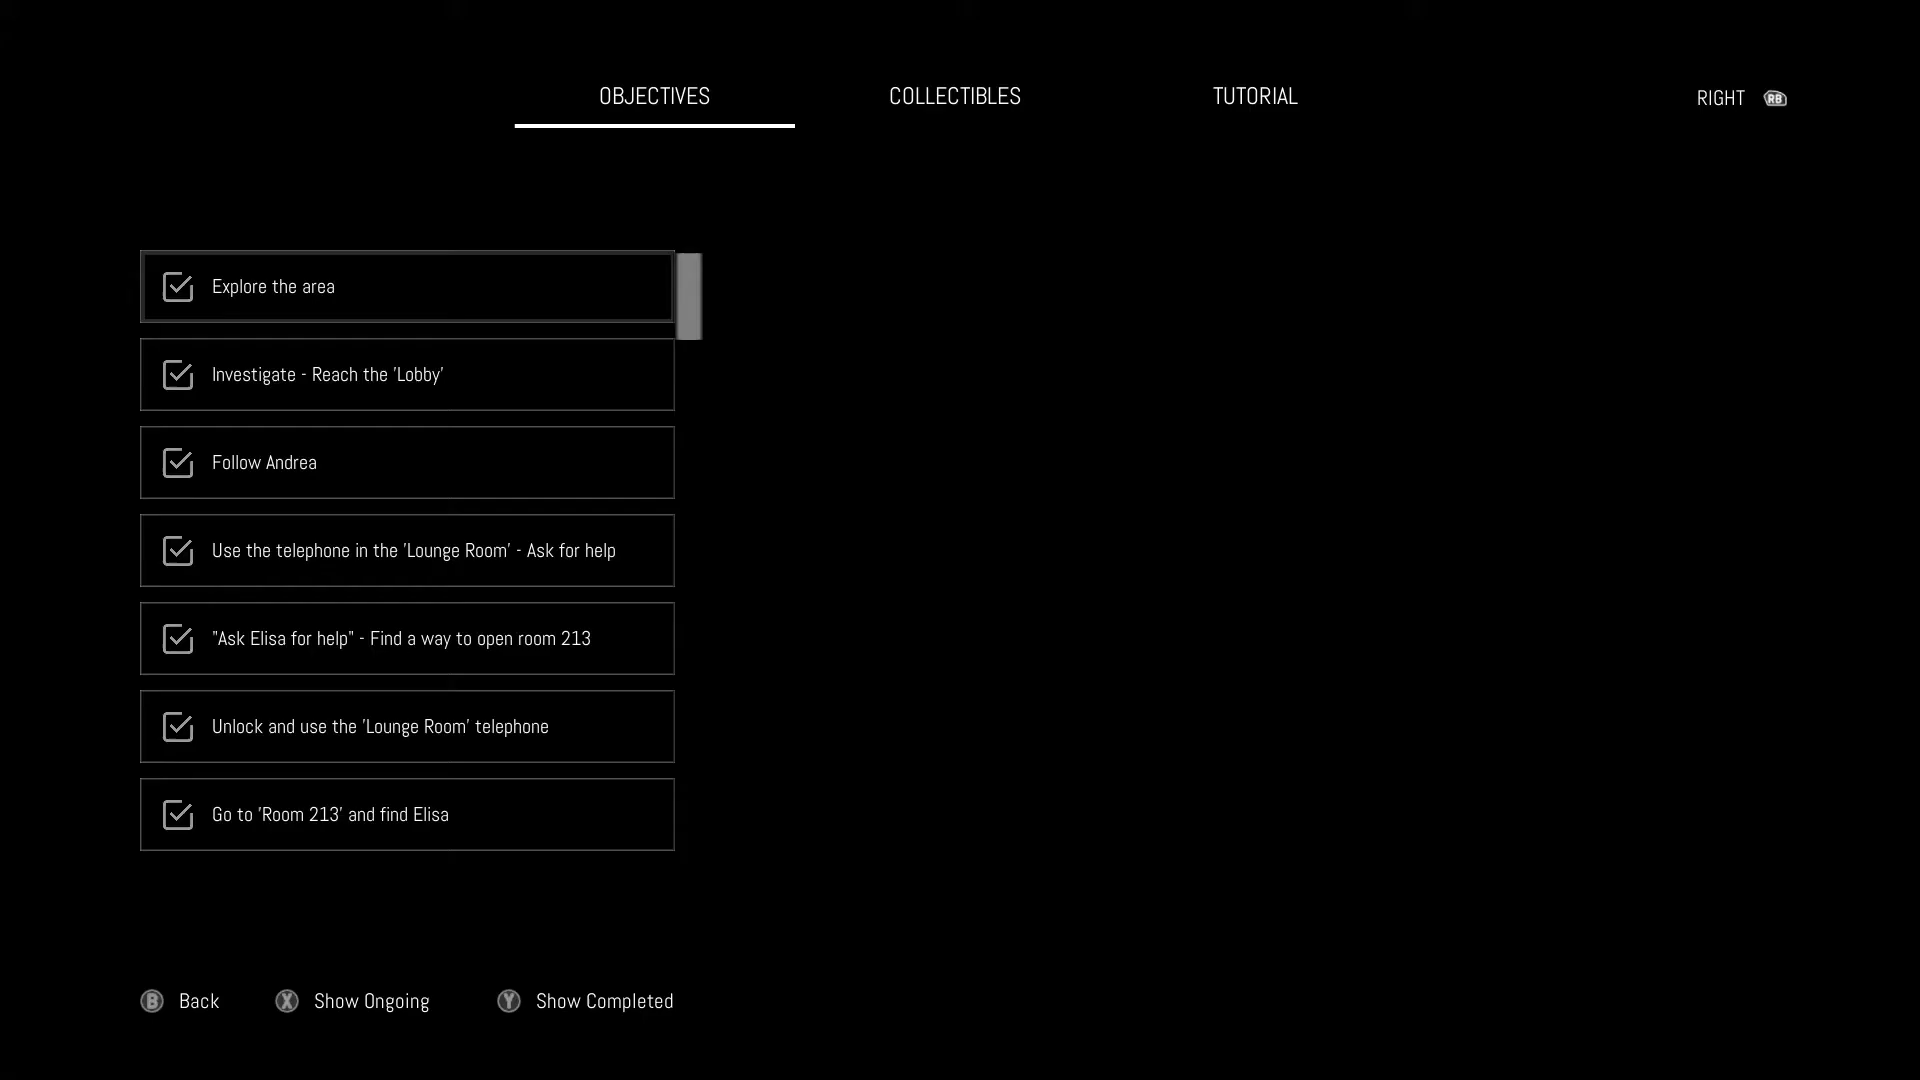 OBJECTIVES
COLLECTIBLES
TUTORIAL
RIGHT RB
Explore the area
Investigate - Reach the 'Lobby'
Follow Andrea
Use the telephone in the 'Lounge Room' - Ask for help
"Ask Elisa for help" - Find a way to open room 213
Unlock and use the 'Lounge Room' telephone
Go to 'Room 213' and find Elisa
B Back
X Show Ongoing
Y Show Completed